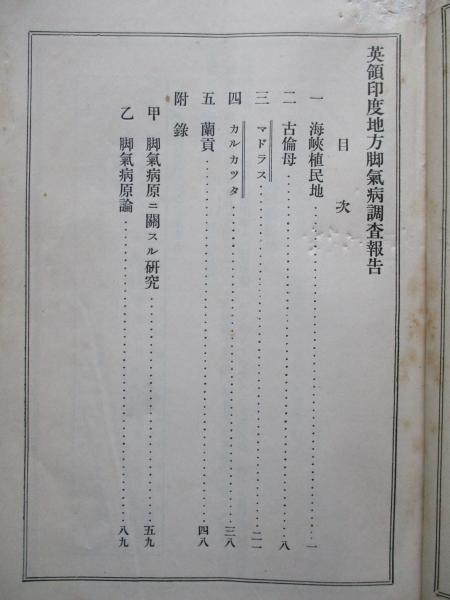 英領印度地方脚氣病調査報告
目次
一 海峽植民地‥‥‥‥‥‥‥‥‥‥一
二 古倫母‥‥‥‥‥‥‥‥‥‥八
三 マドラス‥‥‥‥‥‥‥‥‥‥二一
四 カルカツタ‥‥‥‥‥‥‥‥‥‥三八
五 蘭貢‥‥‥‥‥‥‥‥‥‥四八
附錄
甲 脚氣病原ニ關スル研究‥‥‥‥‥‥‥‥‥‥五九
乙 脚氣病原論‥‥‥‥‥‥‥‥‥‥八九